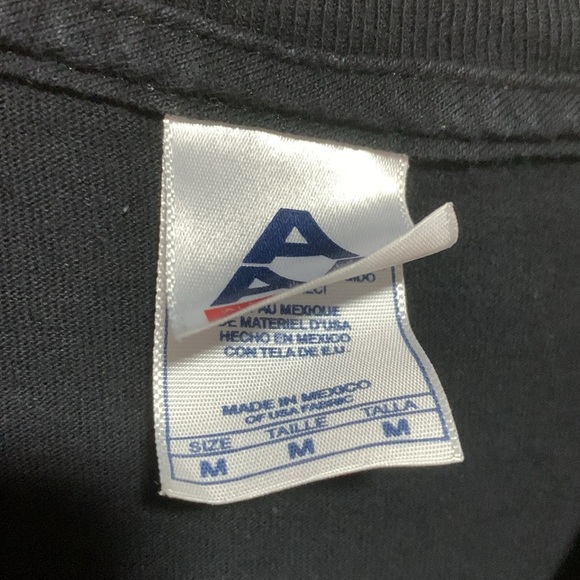 A
AU MEXIQUE
DE MATERIEL D'USA
HECHO EN MEXICO
CON TELA DE E.U.
MADE IN MEXICO
OF USA FABRIC
SIZE TAILLE TALLA
M M M